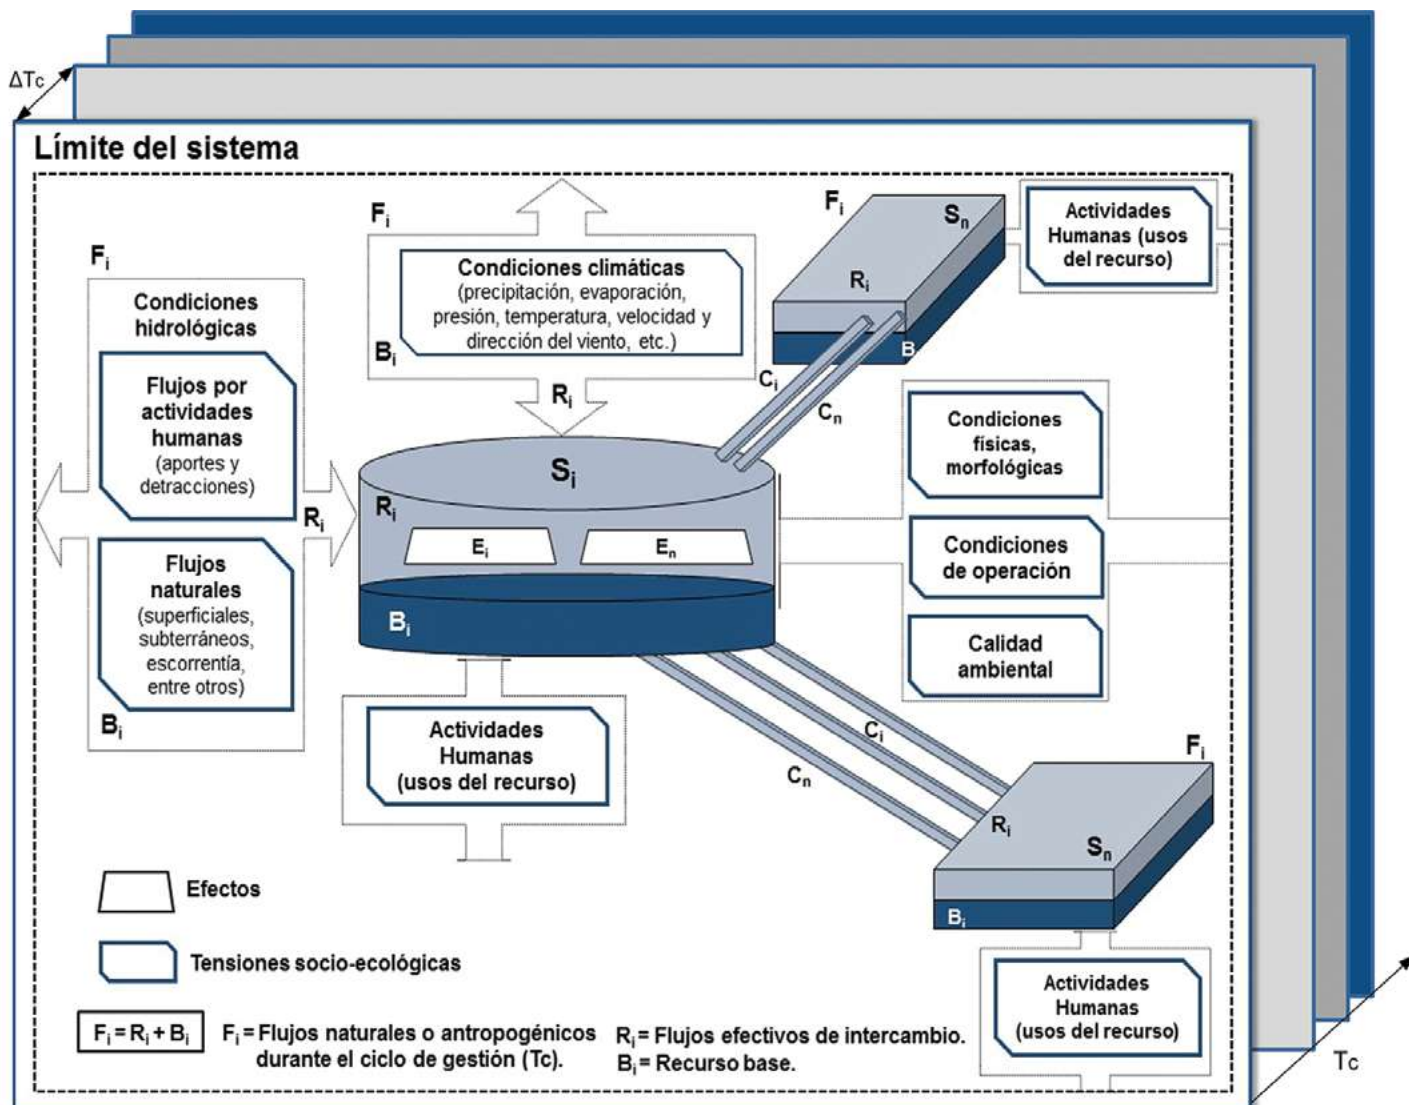 ΔTc
Límite del sistema
Fi
Condiciones
hidrológicas
Flujos por
actividades
humanas
(aportes y
detracciones)
Ri
Flujos
naturales
(superficiales,
subterráneos,
escorrentía,
entre otros)
Bi
Fi
Condiciones climáticas
(precipitación, evaporación,
presión, temperatura, velocidad y
dirección del viento, etc.)
Bi
Ri
Fi
Sn
Ri
B
Ci
Cn
Actividades
Humanas (usos
del recurso)
Si
Ri
Ei
En
Bi
Condiciones
físicas,
morfológicas
Condiciones
de operación
Calidad
ambiental
Actividades
Humanas
(usos del recurso)
Ci
Cn
Fi
Ri
Sn
Bi
Actividades
Humanas
(usos del recurso)
Efectos
Tensiones socio-ecológicas
Fi = Ri + Bi
Fi = Flujos naturales o antropogénicos
durante el ciclo de gestión (Tc).
Ri = Flujos efectivos de intercambio.
Bi = Recurso base.
Tc